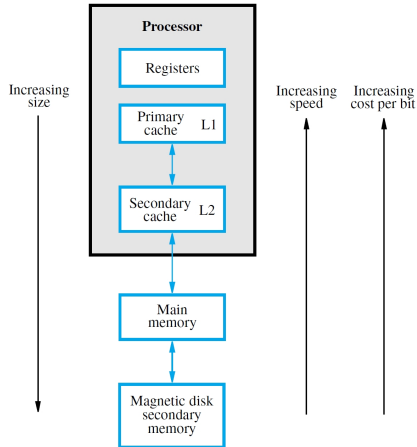 Processor
Registers
Increasing
size
Primary
cache L1
Increasing
speed
Increasing
cost per bit
Secondary
cache L2
Main
memory
Magnetic disk
secondary
memory